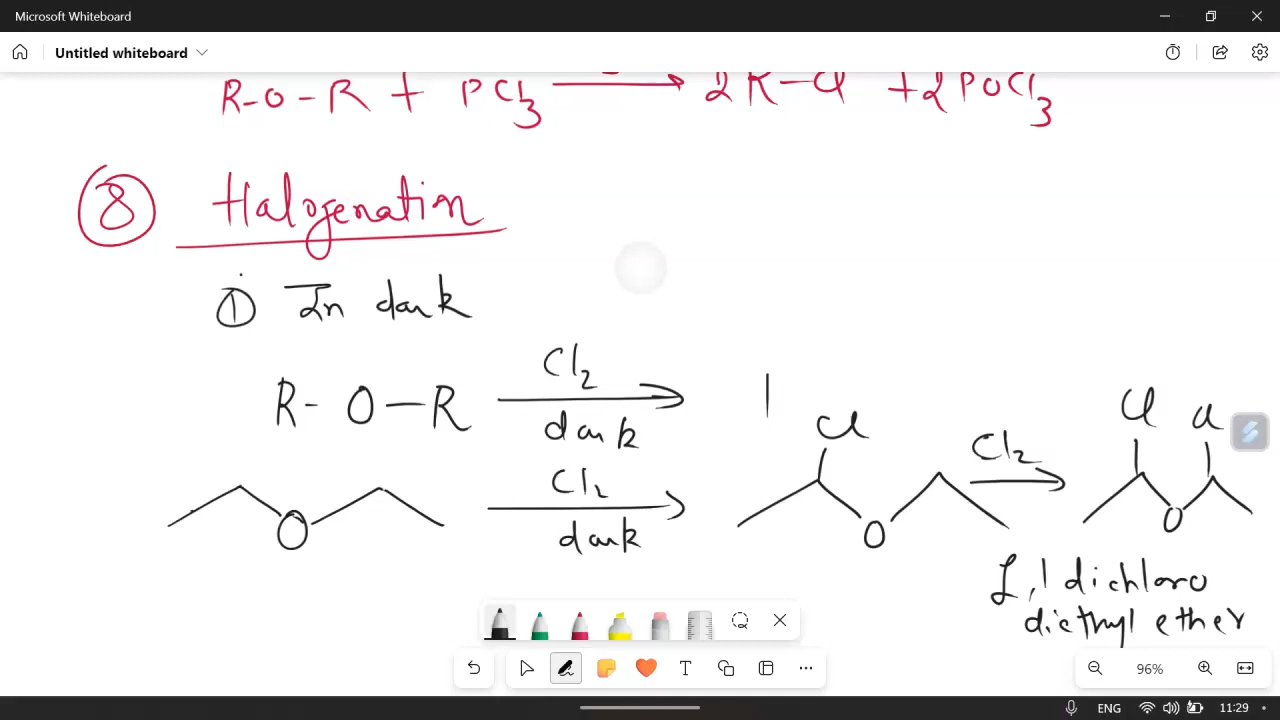 Microsoft Whiteboard
Untitled whiteboard
R-O-R + PCl3 → 2R-Cl + 2POCl3
⑧ Halogenation
① In dark
R-O-R Cl2 dark →
O Cl2 dark → Cl O Cl2 → Cl Cl O
1,1 dichloro
diethyl ether
96%
ENG
11:29